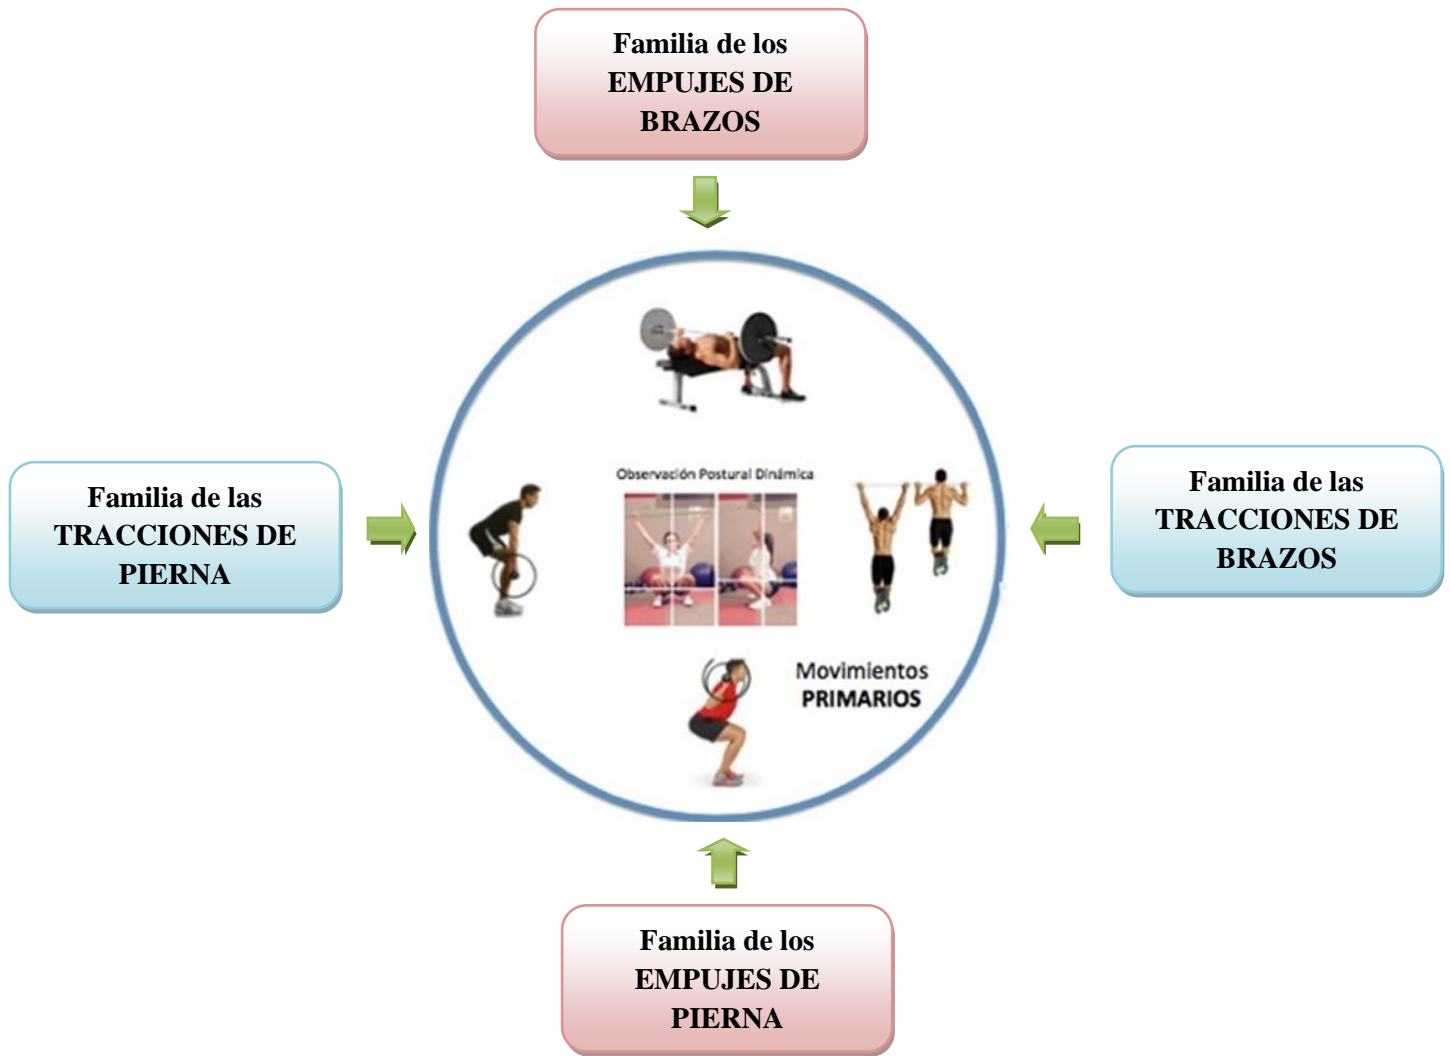 Familia de los
EMPUJES DE
BRAZOS
Familia de las
TRACCIONES DE
PIERNA
Observación Postural Dinámica
Familia de las
TRACCIONES DE
BRAZOS
Movimientos
PRIMARIOS
Familia de los
EMPUJES DE
PIERNA